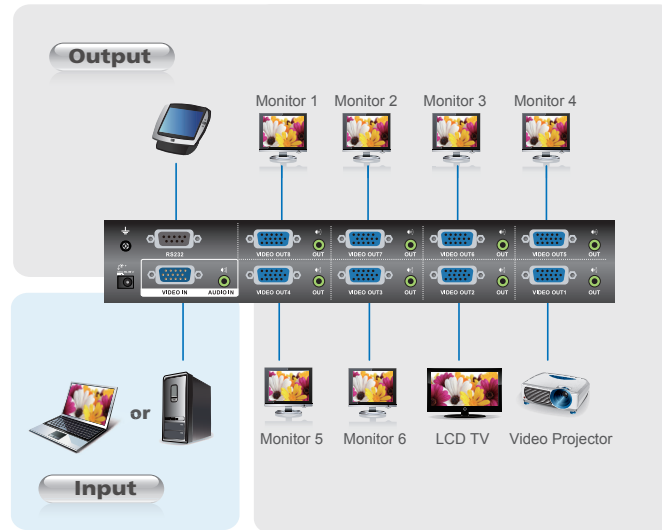 Output
Monitor 1
Monitor 2
Monitor 3
Monitor 4
RS232
VIDEO OUT8
OUT
VIDEO OUT7
OUT
VIDEO OUT6
OUT
VIDEO OUT5
OUT
VIDEO IN
AUDIO IN
VIDEO OUT4
OUT
VIDEO OUT3
OUT
VIDEO OUT2
OUT
VIDEO OUT1
OUT
or
Monitor 5
Monitor 6
LCD TV
Video Projector
Input